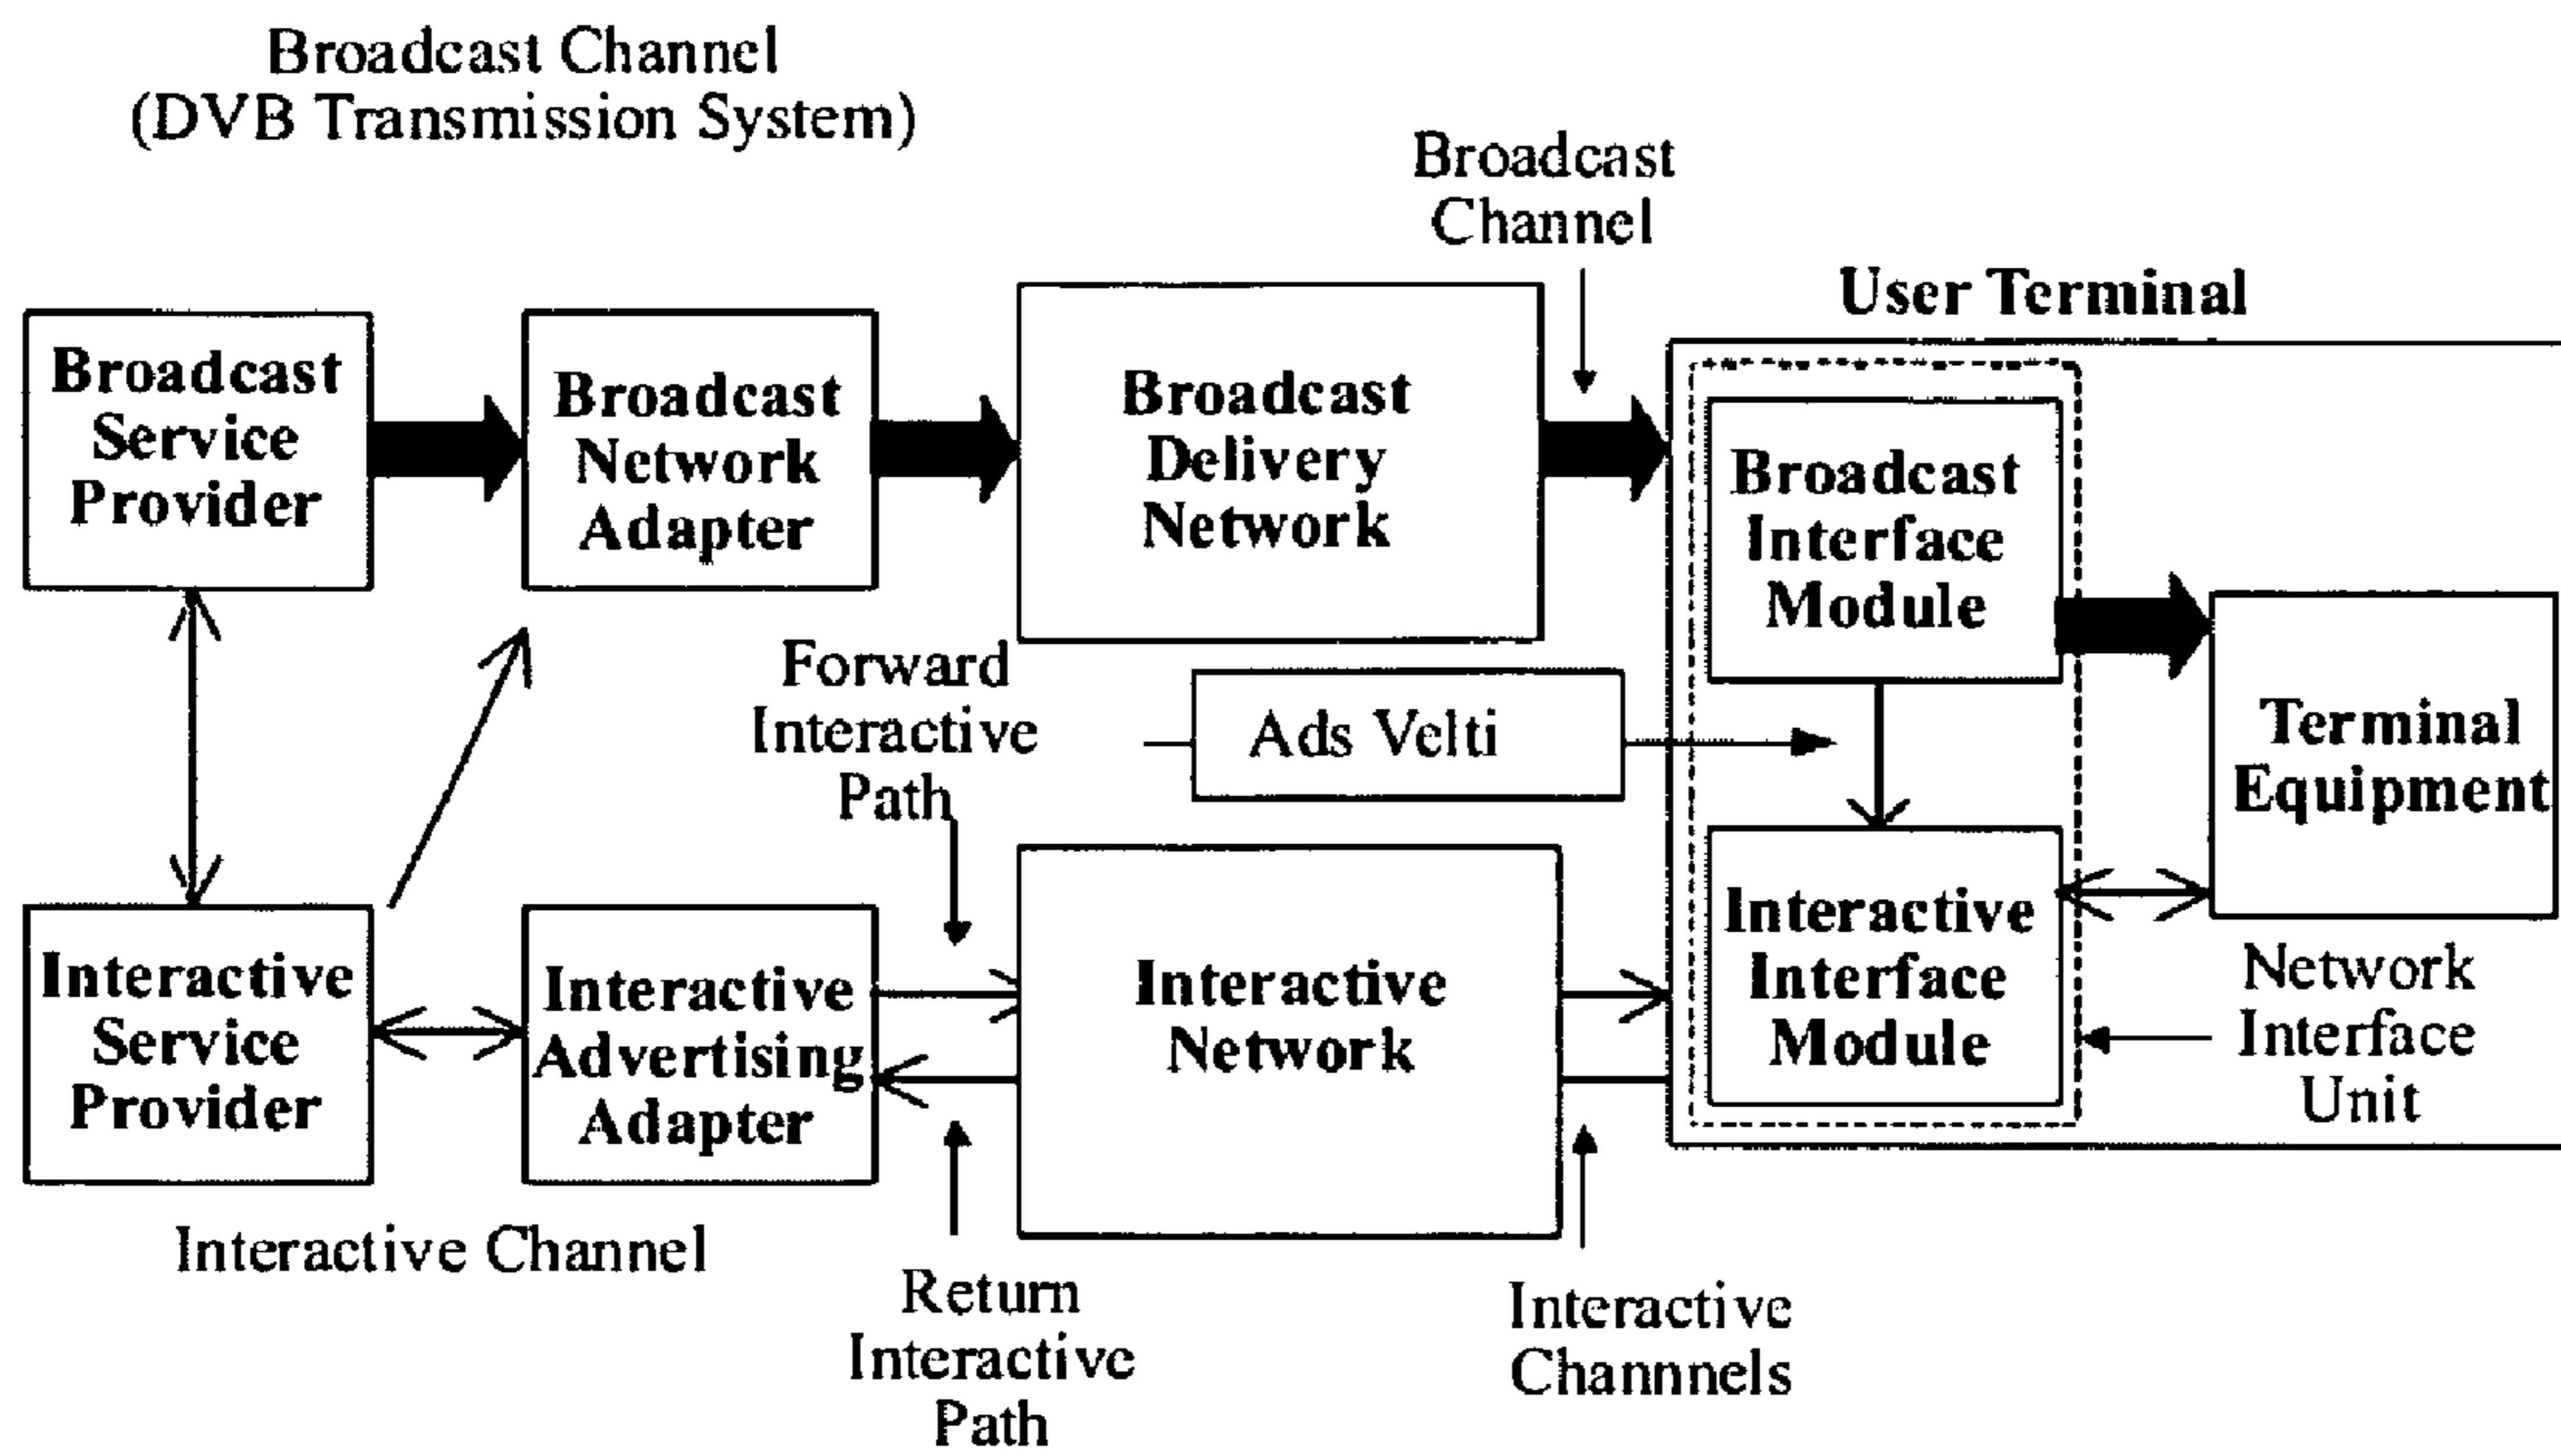 Broadcast Channel
(DVB Transmission System)
Broadcast
Channel
User Terminal
Broadcast
Service
Provider
Broadcast
Network
Adapter
Broadcast
Delivery
Network
Broadcast
Interface
Module
Forward
Interactive
Path
Ads Velti
Terminal
Equipment
Interactive
Service
Provider
Interactive
Advertising
Adapter
Interactive
Network
Interactive
Interface
Module
Network
Interface
Unit
Interactive Channel
Return
Interactive
Path
Interactive
Channnels